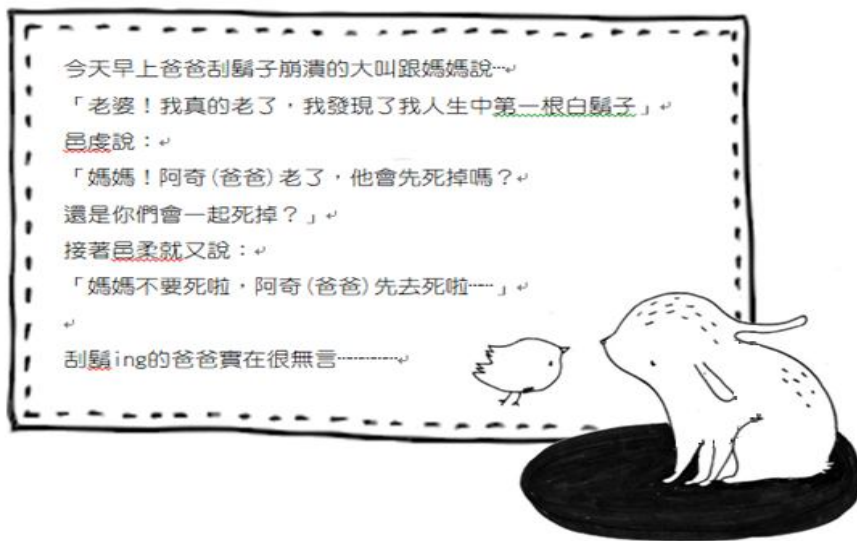 今天早上爸爸刮鬍子崩潰的大叫跟媽媽說…
「老婆！我真的老了，我發現了我人生中第一根白鬍子」
邑虔說：
「媽媽！阿奇(爸爸)老了，他會先死掉嗎？
還是你們會一起死掉？」
接著邑柔就又說：
「媽媽不要死啦，阿奇(爸爸)先去死啦……」
刮鬍ing的爸爸實在很無言…………